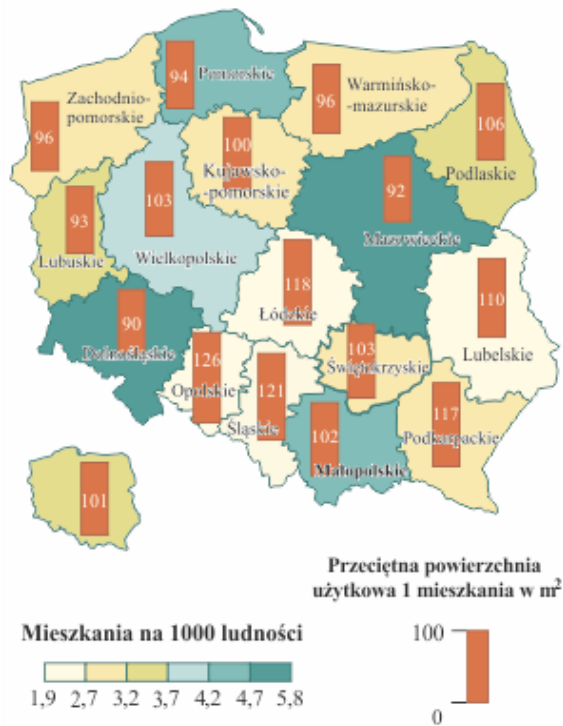 94
Pomorskie
96
Warmińsko-
-mazurskie
Zachodnio-
pomorskie
96
106
Podlaskie
100
Kujawsko-
-pomorskie
103
Wielkopolskie
92
Mazowieckie
93
Lubuskie
118
Łódzkie
110
Lubelskie
90
Dolnośląskie
126
Opolskie
121
Śląskie
103
Świętokrzyskie
117
Podkarpackie
102
Małopolskie
101
Przeciętna powierzchnia
użytkowa 1 mieszkania w m²
Mieszkania na 1000 ludności
1,9 2,7 3,2 3,7 4,2 4,7 5,8
100
0